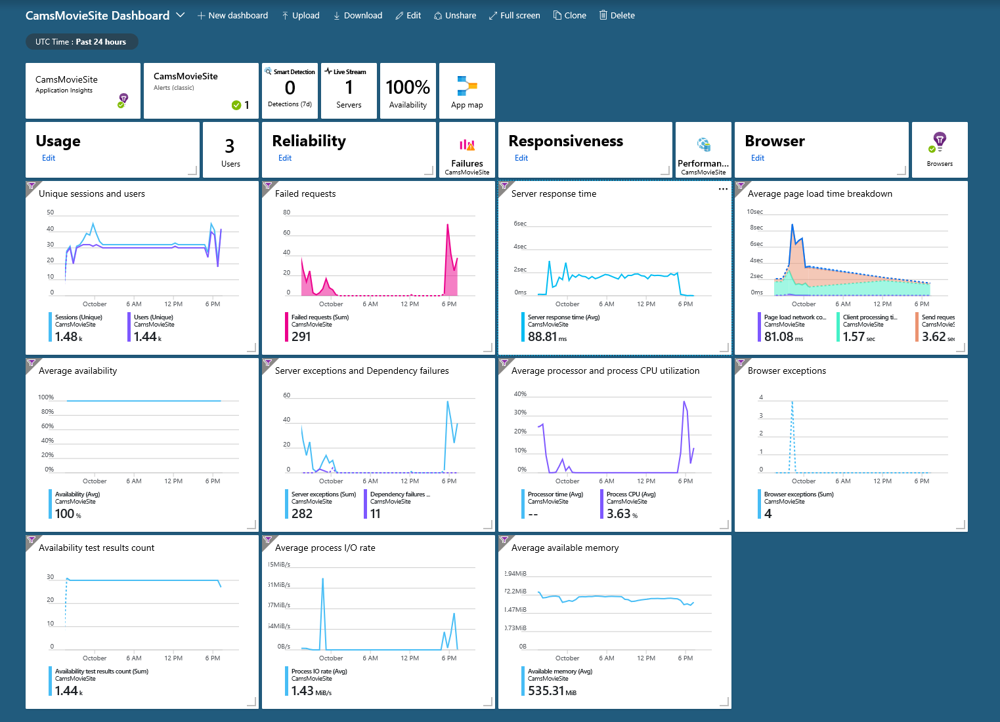 CamsMovieSite Dashboard
New dashboard
Upload
Download
Edit
Unshare
Full screen
Clone
Delete
UTC Time : Past 24 hours
CamsMovieSite
Application Insights
CamsMovieSite
Alerts (classic)
1
Smart Detection
0
Detections (7d)
Live Stream
1
Servers
100%
Availability
App map
Usage
Edit
3
Users
Reliability
Edit
Failures
CamsMovieSite
Responsiveness
Edit
Performan...
CamsMovieSite
Browser
Edit
Browsers
Unique sessions and users
50
40
30
20
10
0
October
6 AM
12 PM
6 PM
Sessions (Unique)
CamsMovieSite
1.48 k
Users (Unique)
CamsMovieSite
1.44 k
Failed requests
80
60
40
20
0
October
6 AM
12 PM
6 PM
Failed requests (Sum)
CamsMovieSite
291
Server response time
...
6sec
4sec
2sec
0ms
October
6 AM
12 PM
6 PM
Server response time (Avg)
CamsMovieSite
88.81 ms
Average page load time breakdown
10sec
8sec
6sec
4sec
2sec
0ms
October
6 AM
12 PM
6 PM
Page load network co...
CamsMovieSite
81.08 ms
Client processing ti...
CamsMovieSite
1.57 sec
Send reques
CamsMovieS
3.62 sec
Average availability
100%
80%
60%
40%
20%
0%
October
6 AM
12 PM
6 PM
Availability (Avg)
CamsMovieSite
100 %
Server exceptions and Dependency failures
60
40
20
0
October
6 AM
12 PM
6 PM
Server exceptions (Sum)
CamsMovieSite
282
Dependency failures ...
CamsMovieSite
11
Average processor and process CPU utilization
40%
30%
20%
10%
0%
October
6 AM
12 PM
6 PM
Processor time (Avg)
CamsMovieSite
--
Process CPU (Avg)
CamsMovieSite
3.63 %
Browser exceptions
4
3
2
1
0
October
6 AM
12 PM
6 PM
Browser exceptions (Sum)
CamsMovieSite
4
Availability test results count
30
20
10
0
October
6 AM
12 PM
6 PM
Availability test results count (Sum)
CamsMovieSite
1.44 k
Average process I/O rate
15MiB/s
51MiB/s
07MiB/s
54MiB/s
0B/s
October
6 AM
12 PM
6 PM
Process IO rate (Avg)
CamsMovieSite
1.43 MiB/s
Average available memory
2.94MiB
72.2MiB
1.47MiB
0.73MiB
0B
October
6 AM
12 PM
6 PM
Available memory (Avg)
CamsMovieSite
535.31 MiB